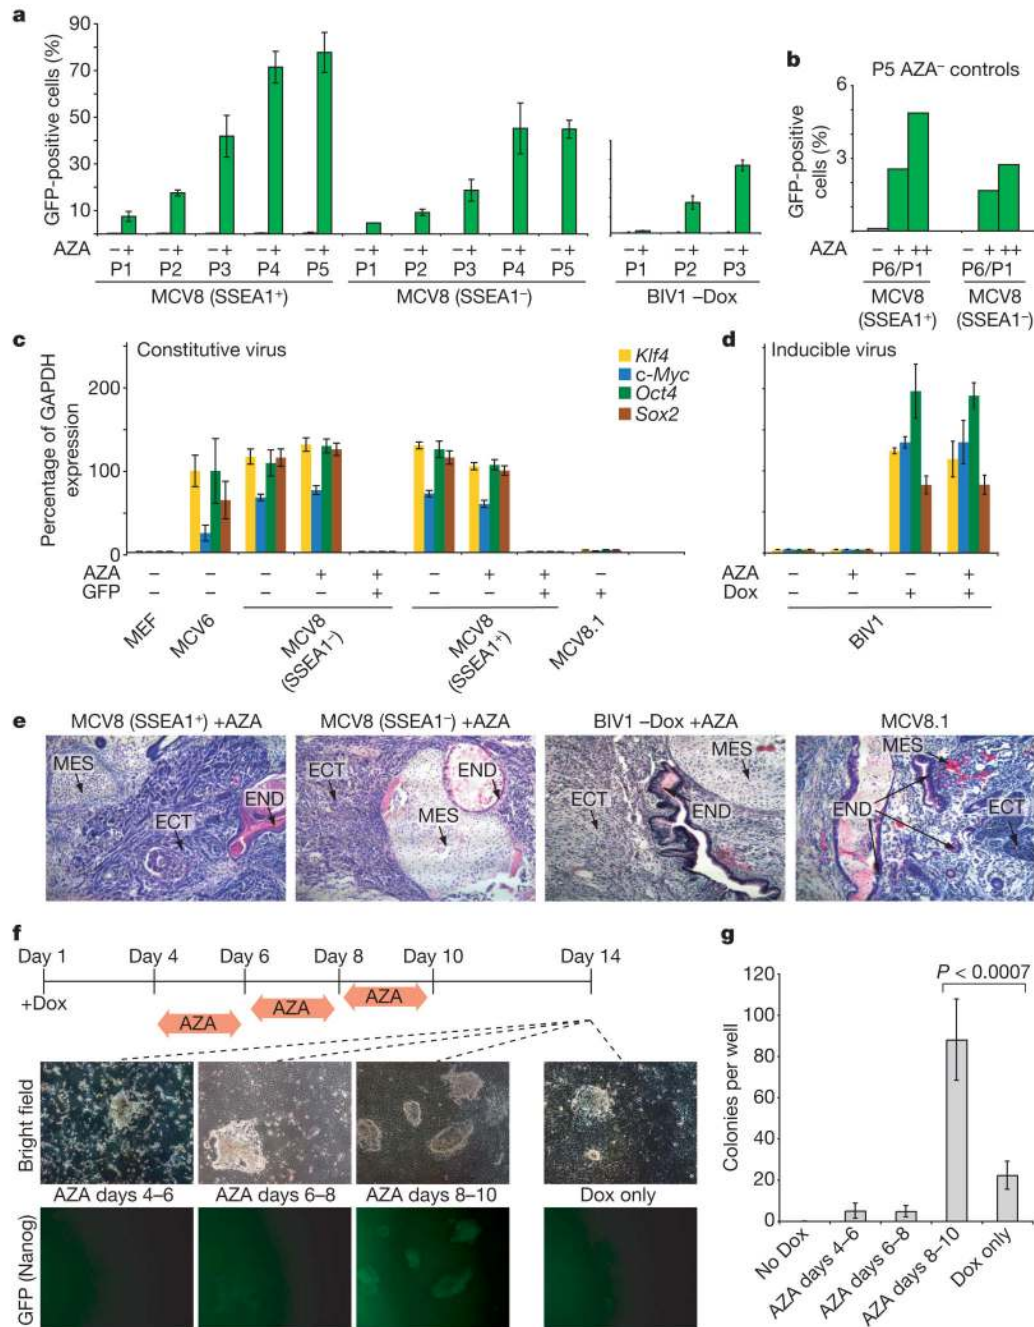 a
90
70
50
30
10
GFP-positive cells (%)
AZA – + – + – + – + – + – + – + – + – + – + – + – + – +
P1 P2 P3 P4 P5 P1 P2 P3 P4 P5 P1 P2 P3
MCV8 (SSEA1⁺) MCV8 (SSEA1⁻) BIV1 –Dox
b
P5 AZA⁻ controls
6
3
0
GFP-positive
cells (%)
AZA – + ++ – + ++
P6/P1 P6/P1
MCV8
(SSEA1⁺)
MCV8
(SSEA1⁻)
c
Constitutive virus
200
100
0
Percentage of GAPDH
expression
Klf4
c-Myc
Oct4
Sox2
AZA – – – + + – + + –
GFP – – – – + – – + +
MEF
MCV6
MCV8
(SSEA1⁻)
MCV8
(SSEA1⁺)
MCV8.1
d
Inducible virus
AZA – + – +
Dox – – + +
BIV1
e
MCV8 (SSEA1⁺) +AZA
MES
ECT
END
MCV8 (SSEA1⁻) +AZA
ECT
END
MES
BIV1 –Dox +AZA
MES
ECT
END
MCV8.1
MES
END
ECT
f
Day 1 Day 4 Day 6 Day 8 Day 10 Day 14
+Dox
AZA
AZA
AZA
Bright field
AZA days 4–6 AZA days 6–8 AZA days 8–10 Dox only
GFP (Nanog)
g
P < 0.0007
120
100
80
60
40
20
0
Colonies per well
No Dox
AZA days 4–6
AZA days 6–8
AZA days 8–10
Dox only